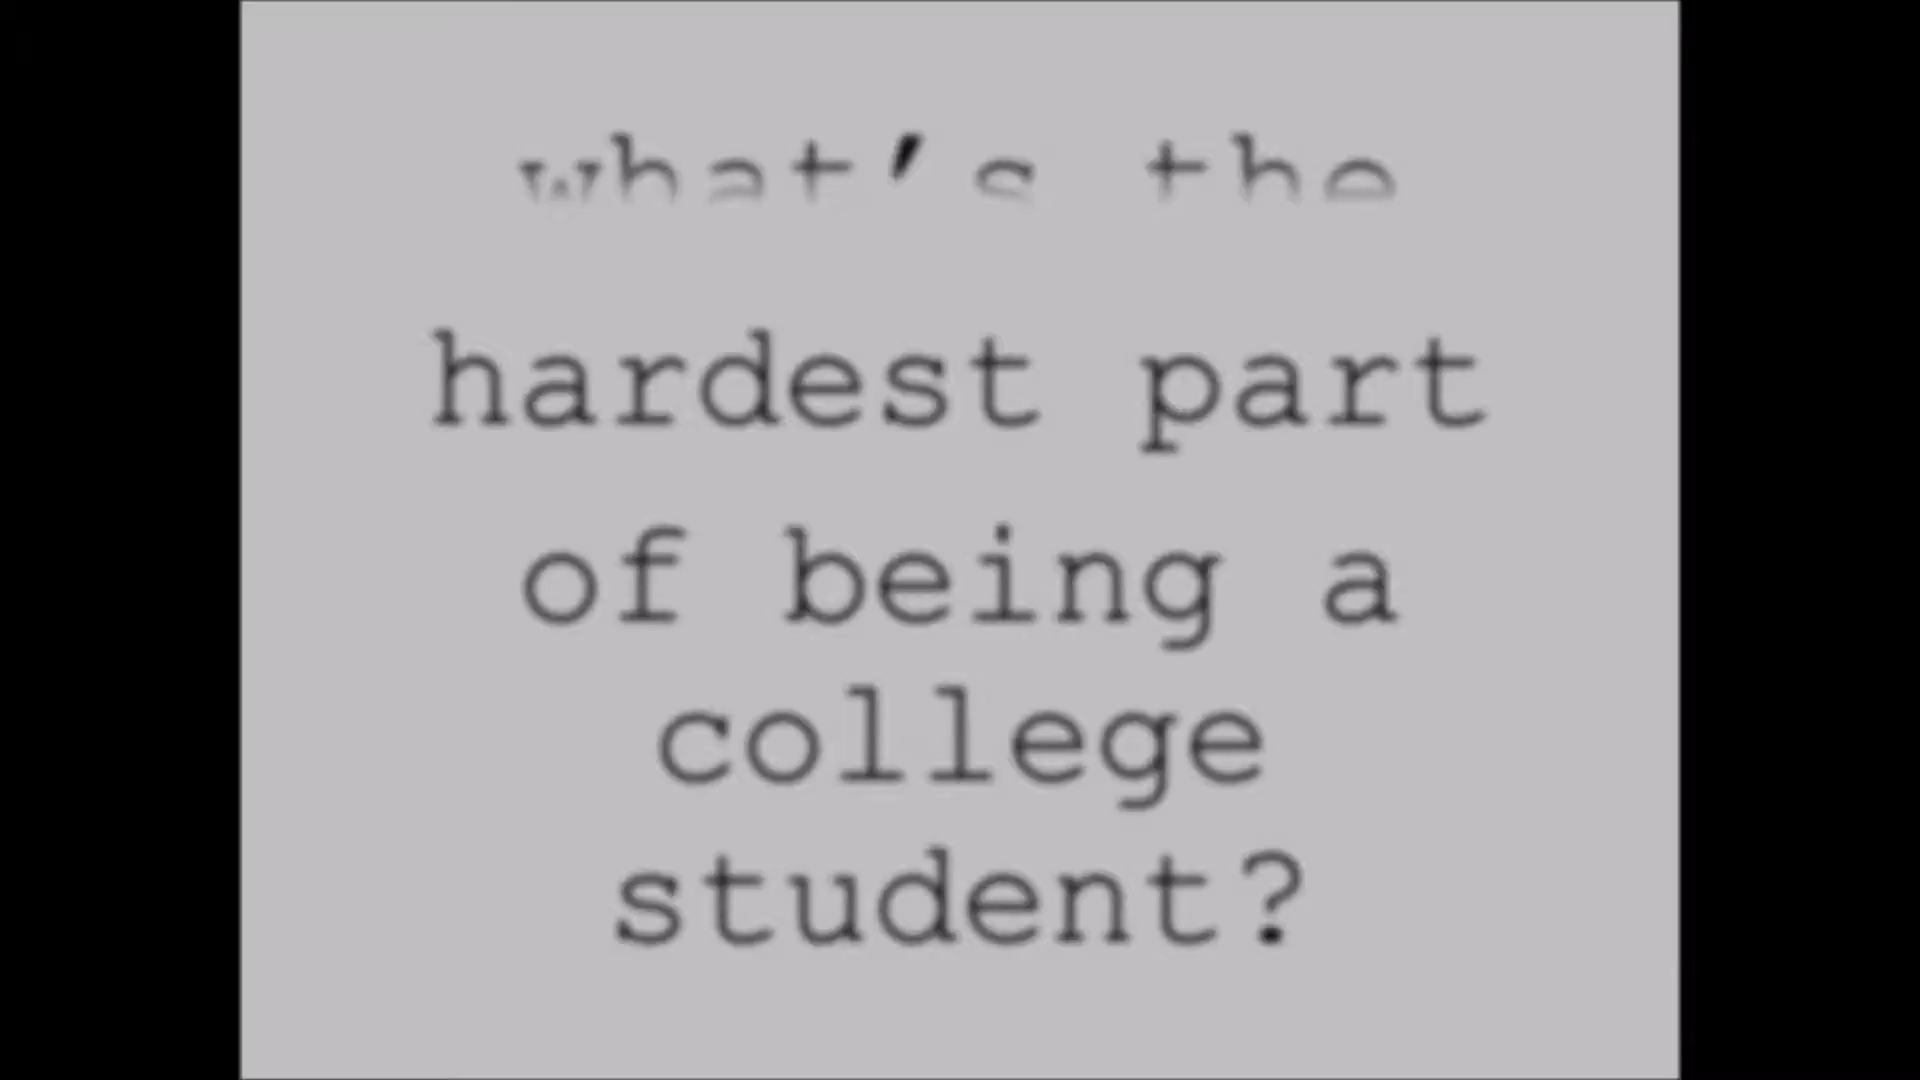 what's the
hardest part
of being a
college
student?